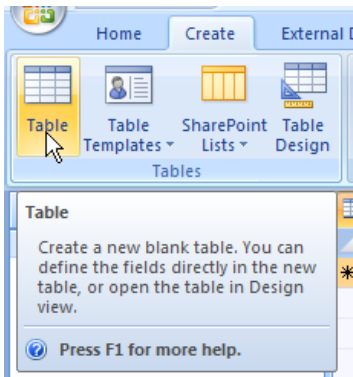 Home Create External D
Table Table SharePoint Table
Templates Lists Design
Tables
Table
Create a new blank table. You can
define the fields directly in the new
table, or open the table in Design
view.
Press F1 for more help.